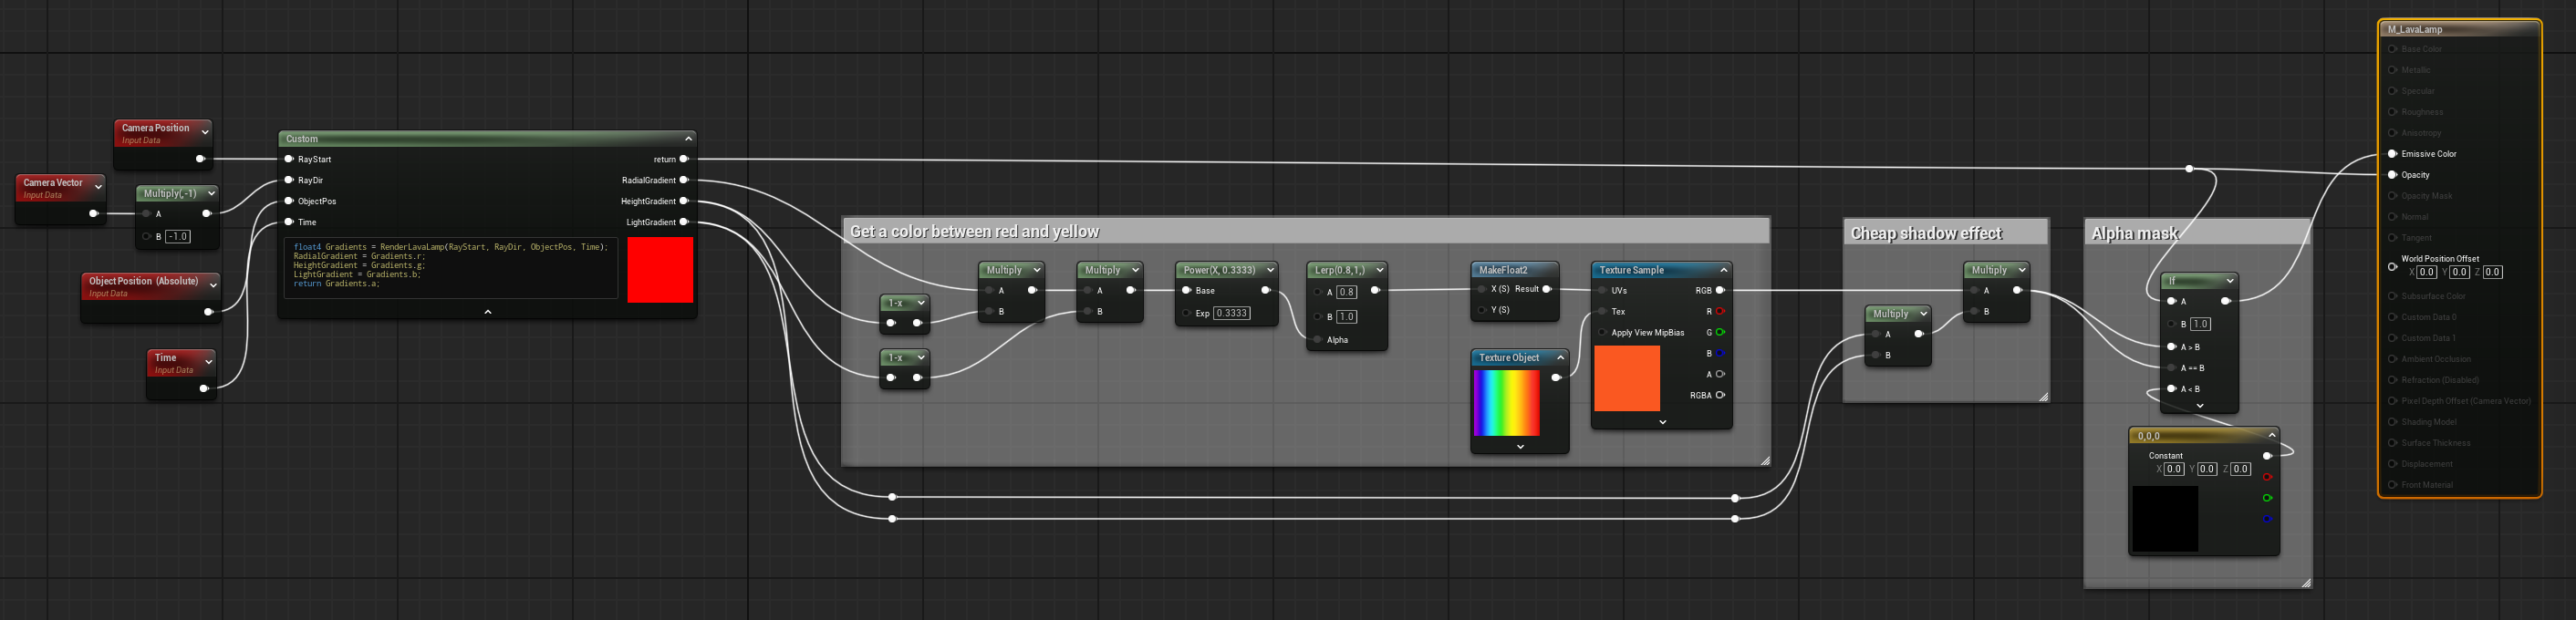 M_LavaLamp
Base Color
Metallic
Specular
Roughness
Anisotropy
Emissive Color
Opacity
Opacity Mask
Normal
Tangent
World Position Offset
X 0.0 Y 0.0 Z 0.0
Subsurface Color
Custom Data 0
Custom Data 1
Ambient Occlusion
Refraction (Disabled)
Pixel Depth Offset (Camera Vector)
Shading Model
Surface Thickness
Displacement
Front Material
Camera Position
Input Data
Camera Vector
Input Data
Multiply(,-1)
A
B -1.0
Object Position (Absolute)
Input Data
Time
Input Data
Custom
RayStart
RayDir
ObjectPos
Time
return
RadialGradient
HeightGradient
LightGradient
float4 Gradients = RenderLavaLamp(RayStart, RayDir, ObjectPos, Time);
RadialGradient = Gradients.r;
HeightGradient = Gradients.g;
LightGradient = Gradients.b;
return Gradients.a;
Get a color between red and yellow
1-x
1-x
Multiply
A
B
Multiply
A
B
Power(X, 0.3333)
Base
Exp 0.3333
Lerp(0.8,1,)
A 0.8
B 1.0
Alpha
MakeFloat2
X (S) Result
Y (S)
Texture Object
Texture Sample
UVs
Tex
Apply View MipBias
RGB
R
G
B
A
RGBA
Cheap shadow effect
Multiply
A
B
Multiply
A
B
Alpha mask
If
A
B 1.0
A > B
A == B
A < B
0,0,0
Constant
X 0.0 Y 0.0 Z 0.0